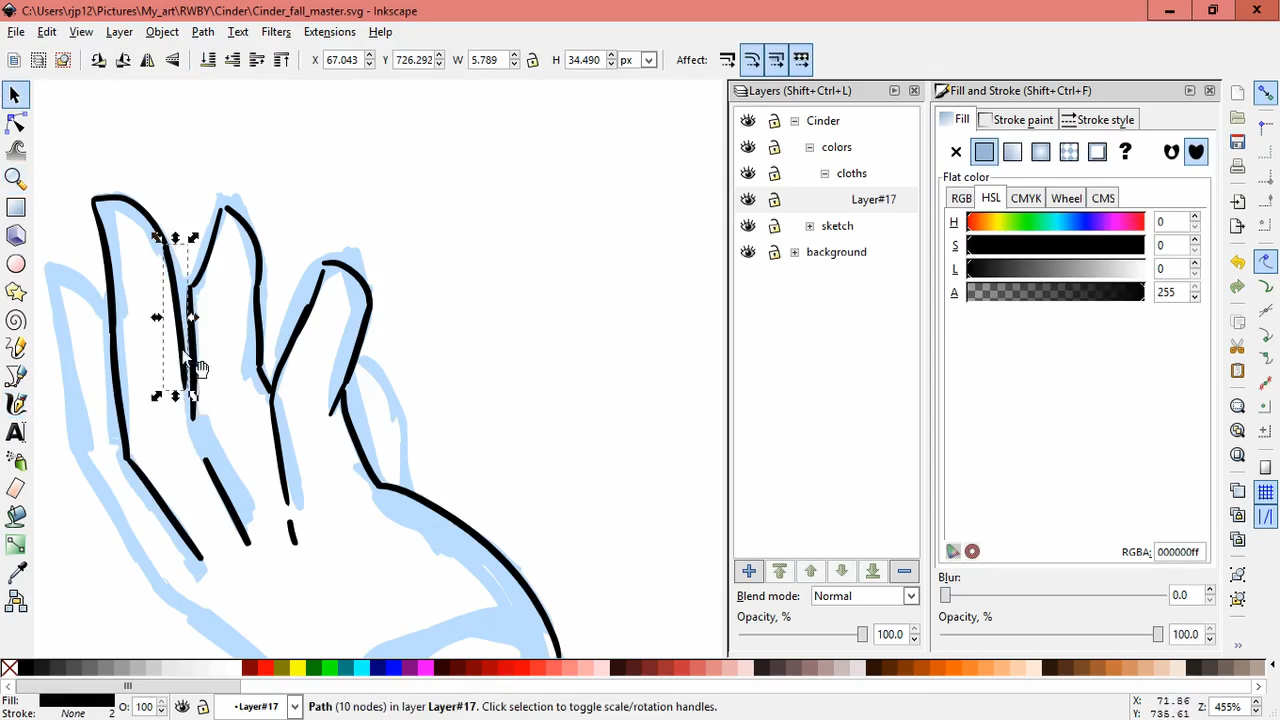 C:\Users\rjp12\Pictures\My_art\RWBY\Cinder\Cinder_fall_master.svg - Inkscape
File Edit View Layer Object Path Text Filters Extensions Help
X 67.043 Y 726.292 W 5.789 H 34.490 px Affect:
Layers (Shift+Ctrl+L)
Cinder
colors
cloths
Layer#17
sketch
background
Blend mode: Normal
Opacity, %
100.0
Fill and Stroke (Shift+Ctrl+F)
Fill Stroke paint Stroke style
?
Flat color
RGB HSL CMYK Wheel CMS
H 0
S 0
L 0
A 255
RGBA: 000000ff
Blur:
0.0
Opacity, %
100.0
Fill:
Stroke: None 2
O: 100
•Layer#17
Path (10 nodes) in layer Layer#17. Click selection to toggle scale/rotation handles.
X: 71.86
Y: 735.61
Z: 455%